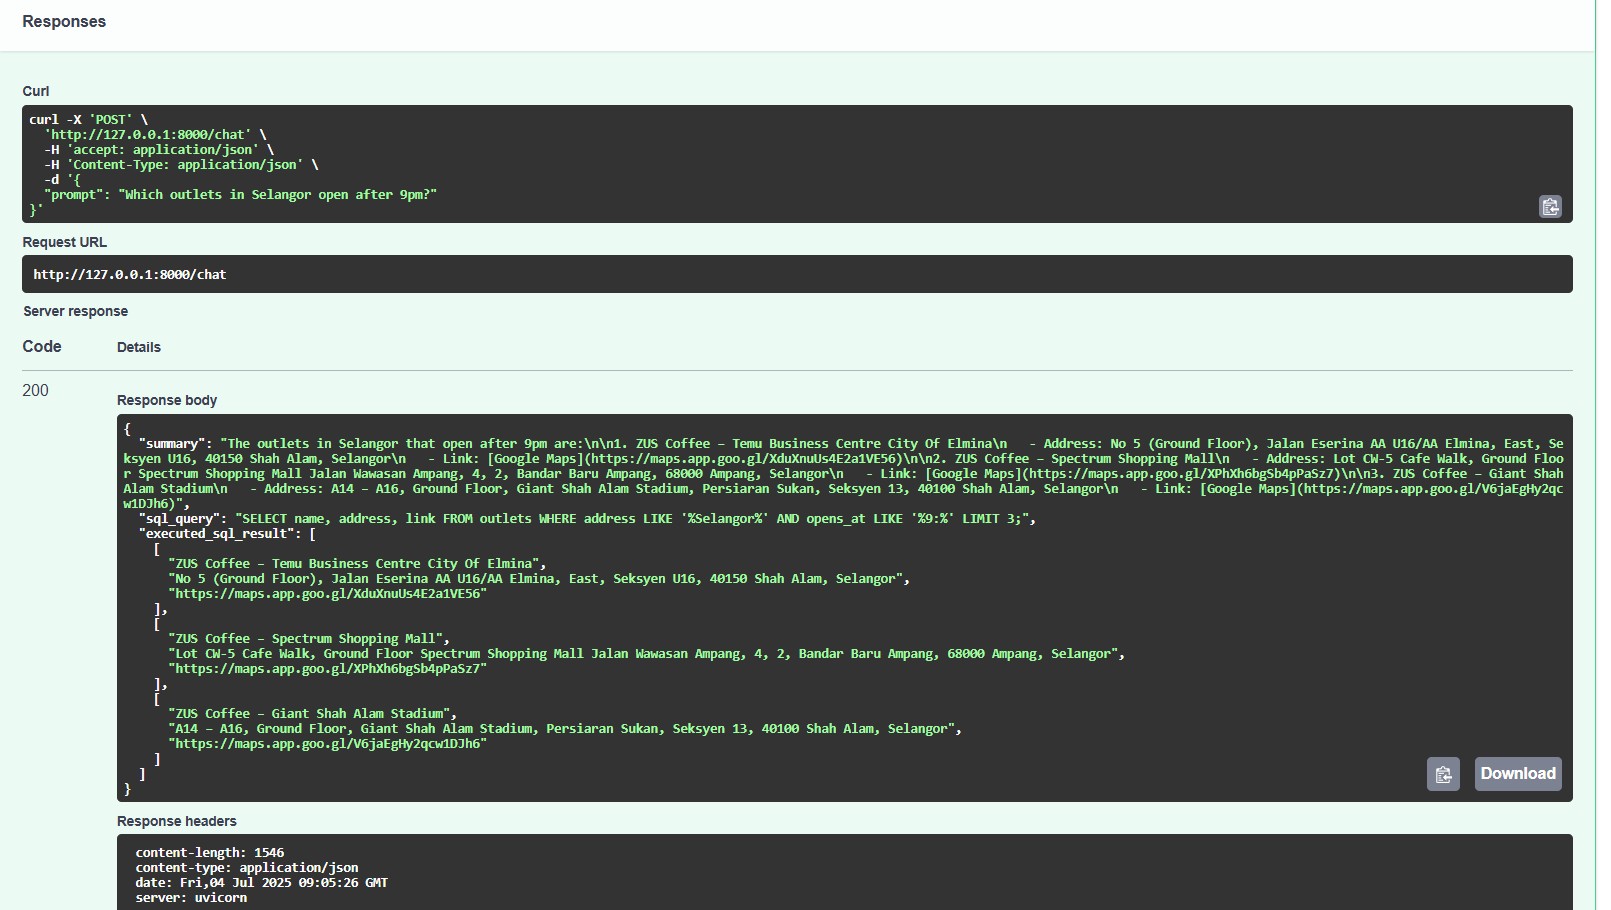 Responses
Curl
curl -X 'POST' \
  'http://127.0.0.1:8000/chat' \
  -H 'accept: application/json' \
  -H 'Content-Type: application/json' \
  -d '{
  "prompt": "Which outlets in Selangor open after 9pm?"
}'
Request URL
http://127.0.0.1:8000/chat
Server response
Code Details
200
Response body
{
  "summary": "The outlets in Selangor that open after 9pm are:\n\n1. ZUS Coffee – Temu Business Centre City Of Elmina\n   - Address: No 5 (Ground Floor), Jalan Eserina AA U16/AA Elmina, East, Se
ksyen U16, 40150 Shah Alam, Selangor\n   - Link: [Google Maps](https://maps.app.goo.gl/XduXnuUs4E2a1VE56)\n\n2. ZUS Coffee – Spectrum Shopping Mall\n   - Address: Lot CW-5 Cafe Walk, Ground Floo
r Spectrum Shopping Mall Jalan Wawasan Ampang, 4, 2, Bandar Baru Ampang, 68000 Ampang, Selangor\n   - Link: [Google Maps](https://maps.app.goo.gl/XPhXh6bgSb4pPaSz7)\n\n3. ZUS Coffee – Giant Shah
Alam Stadium\n   - Address: A14 – A16, Ground Floor, Giant Shah Alam Stadium, Persiaran Sukan, Seksyen 13, 40100 Shah Alam, Selangor\n   - Link: [Google Maps](https://maps.app.goo.gl/V6jaEgHy2qc
w1DJh6)",
  "sql_query": "SELECT name, address, link FROM outlets WHERE address LIKE '%Selangor%' AND opens_at LIKE '%9:%' LIMIT 3;",
  "executed_sql_result": [
    [
      "ZUS Coffee – Temu Business Centre City Of Elmina",
      "No 5 (Ground Floor), Jalan Eserina AA U16/AA Elmina, East, Seksyen U16, 40150 Shah Alam, Selangor",
      "https://maps.app.goo.gl/XduXnuUs4E2a1VE56"
    ],
    [
      "ZUS Coffee – Spectrum Shopping Mall",
      "Lot CW-5 Cafe Walk, Ground Floor Spectrum Shopping Mall Jalan Wawasan Ampang, 4, 2, Bandar Baru Ampang, 68000 Ampang, Selangor",
      "https://maps.app.goo.gl/XPhXh6bgSb4pPaSz7"
    ],
    [
      "ZUS Coffee – Giant Shah Alam Stadium",
      "A14 – A16, Ground Floor, Giant Shah Alam Stadium, Persiaran Sukan, Seksyen 13, 40100 Shah Alam, Selangor",
      "https://maps.app.goo.gl/V6jaEgHy2qcw1DJh6"
    ]
  ]
}
Download
Response headers
content-length: 1546
content-type: application/json
date: Fri,04 Jul 2025 09:05:26 GMT
server: uvicorn